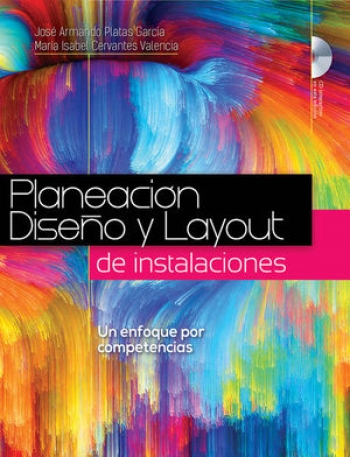 José Armando Platas García
María Isabel Cervantes Valencia
Planeación
Diseño y Layout
de instalaciones
Un enfoque por
competencias